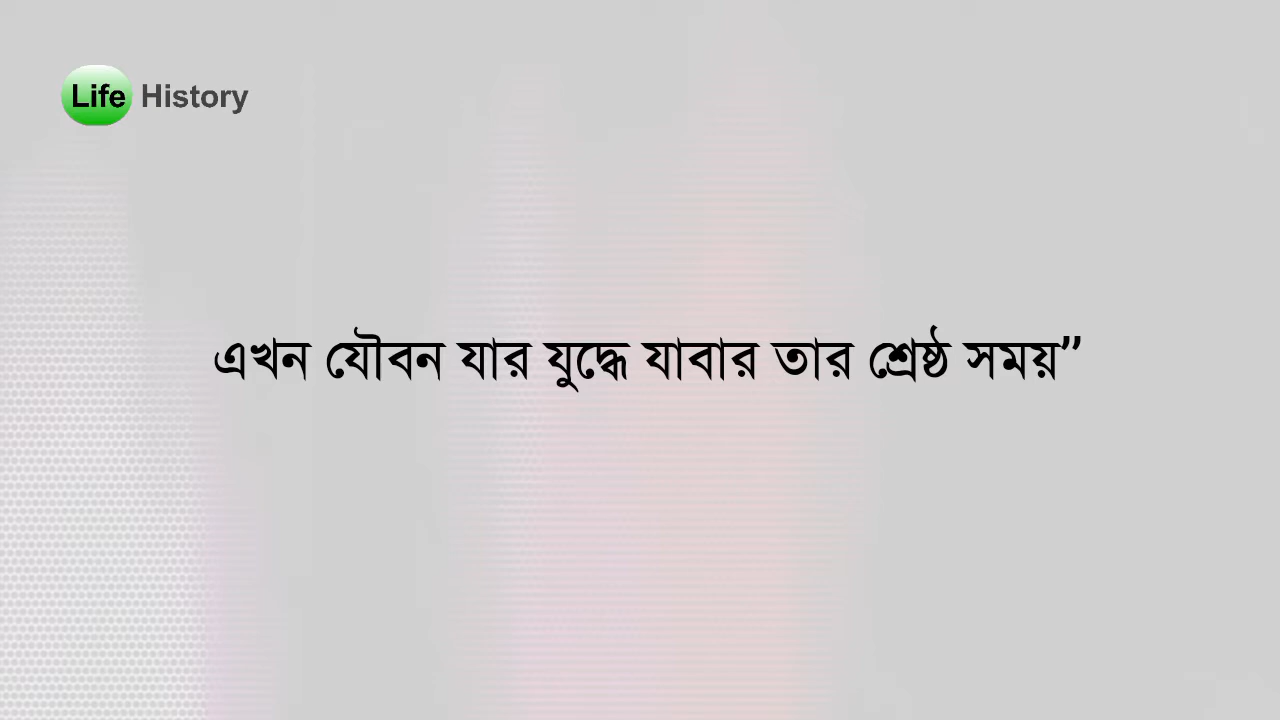 Life History
এখন যৌবন যার যুদ্ধে যাবার তার শ্রেষ্ঠ সময়”